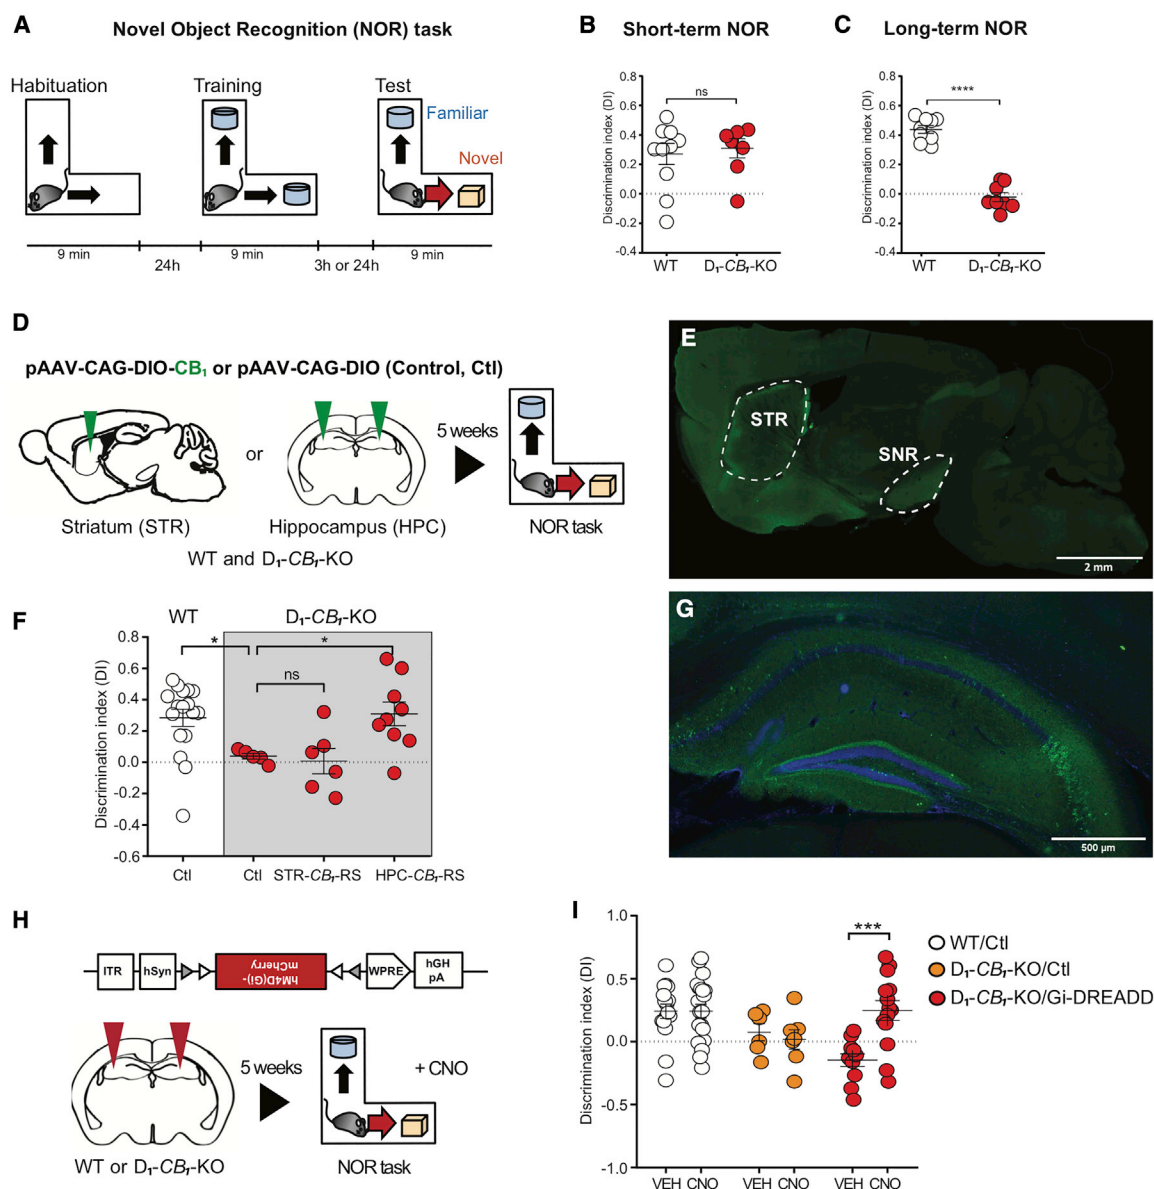 A
Novel Object Recognition (NOR) task
Habituation
Training
Test
Familiar
Novel
9 min
24h
9 min
3h or 24h
9 min
B
Short-term NOR
Discrimination index (DI)
0.8
0.6
0.4
0.2
0.0
-0.2
-0.4
ns
WT
D₁-CB₁-KO
C
Long-term NOR
Discrimination index (DI)
0.8
0.6
0.4
0.2
0.0
-0.2
-0.4
****
WT
D₁-CB₁-KO
D
pAAV-CAG-DIO-CB₁ or pAAV-CAG-DIO (Control, Ctl)
or
5 weeks
Striatum (STR)
Hippocampus (HPC)
NOR task
WT and D₁-CB₁-KO
E
STR
SNR
2 mm
F
WT
D₁-CB₁-KO
Discrimination index (DI)
0.8
0.6
0.4
0.2
0.0
-0.2
-0.4
-0.6
*
*
ns
Ctl
Ctl
STR-CB₁-RS
HPC-CB₁-RS
G
500 µm
H
ITR
hSyn
hM4D(Gi)-
mCherry
WPRE
hGH
pA
5 weeks
+ CNO
WT or D₁-CB₁-KO
NOR task
I
Discrimination index (DI)
1.0
0.5
0.0
-0.5
-1.0
***
VEH CNO
VEH CNO
VEH CNO
WT/Ctl
D₁-CB₁-KO/Ctl
D₁-CB₁-KO/Gi-DREADD